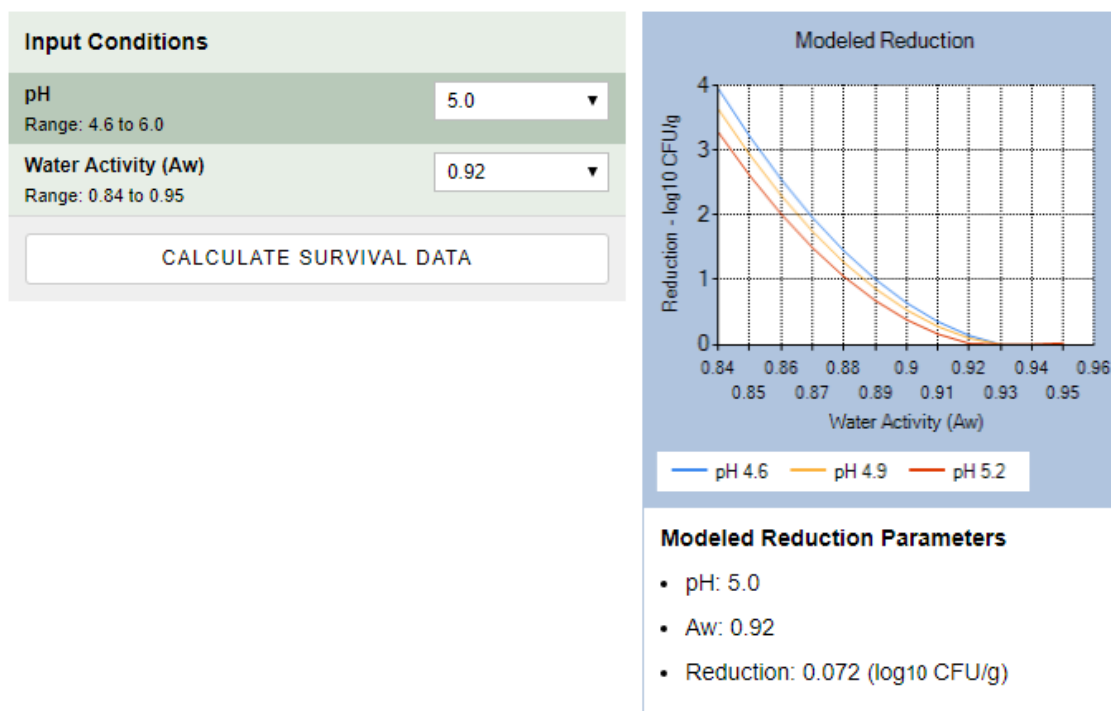 Input Conditions
pH
Range: 4.6 to 6.0
5.0
Water Activity (Aw)
Range: 0.84 to 0.95
0.92
CALCULATE SURVIVAL DATA
Modeled Reduction
Reduction - log10 CFU/g
4
3
2
1
0
0.84 0.86 0.88 0.9 0.92 0.94 0.96
0.85 0.87 0.89 0.91 0.93 0.95
Water Activity (Aw)
pH 4.6 pH 4.9 pH 5.2
Modeled Reduction Parameters
• pH: 5.0
• Aw: 0.92
• Reduction: 0.072 (log10 CFU/g)